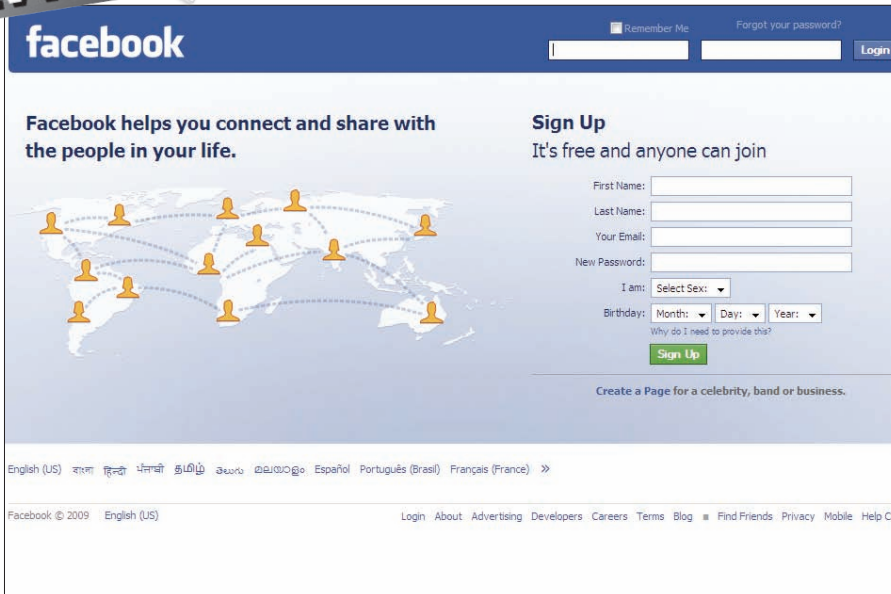 facebook
Remember Me
Forgot your password?
Login
Facebook helps you connect and share with
the people in your life.
Sign Up
It's free and anyone can join
First Name:
Last Name:
Your Email:
New Password:
I am: Select Sex:
Birthday: Month: Day: Year:
Why do I need to provide this?
Sign Up
Create a Page for a celebrity, band or business.
English (US) বাংলা हिन्दी ਪੰਜਾਬੀ தமிழ் తెలుగు മലയാളം Español Português (Brasil) Français (France) »
Facebook © 2009 English (US)
Login About Advertising Developers Careers Terms Blog ■ Find Friends Privacy Mobile Help